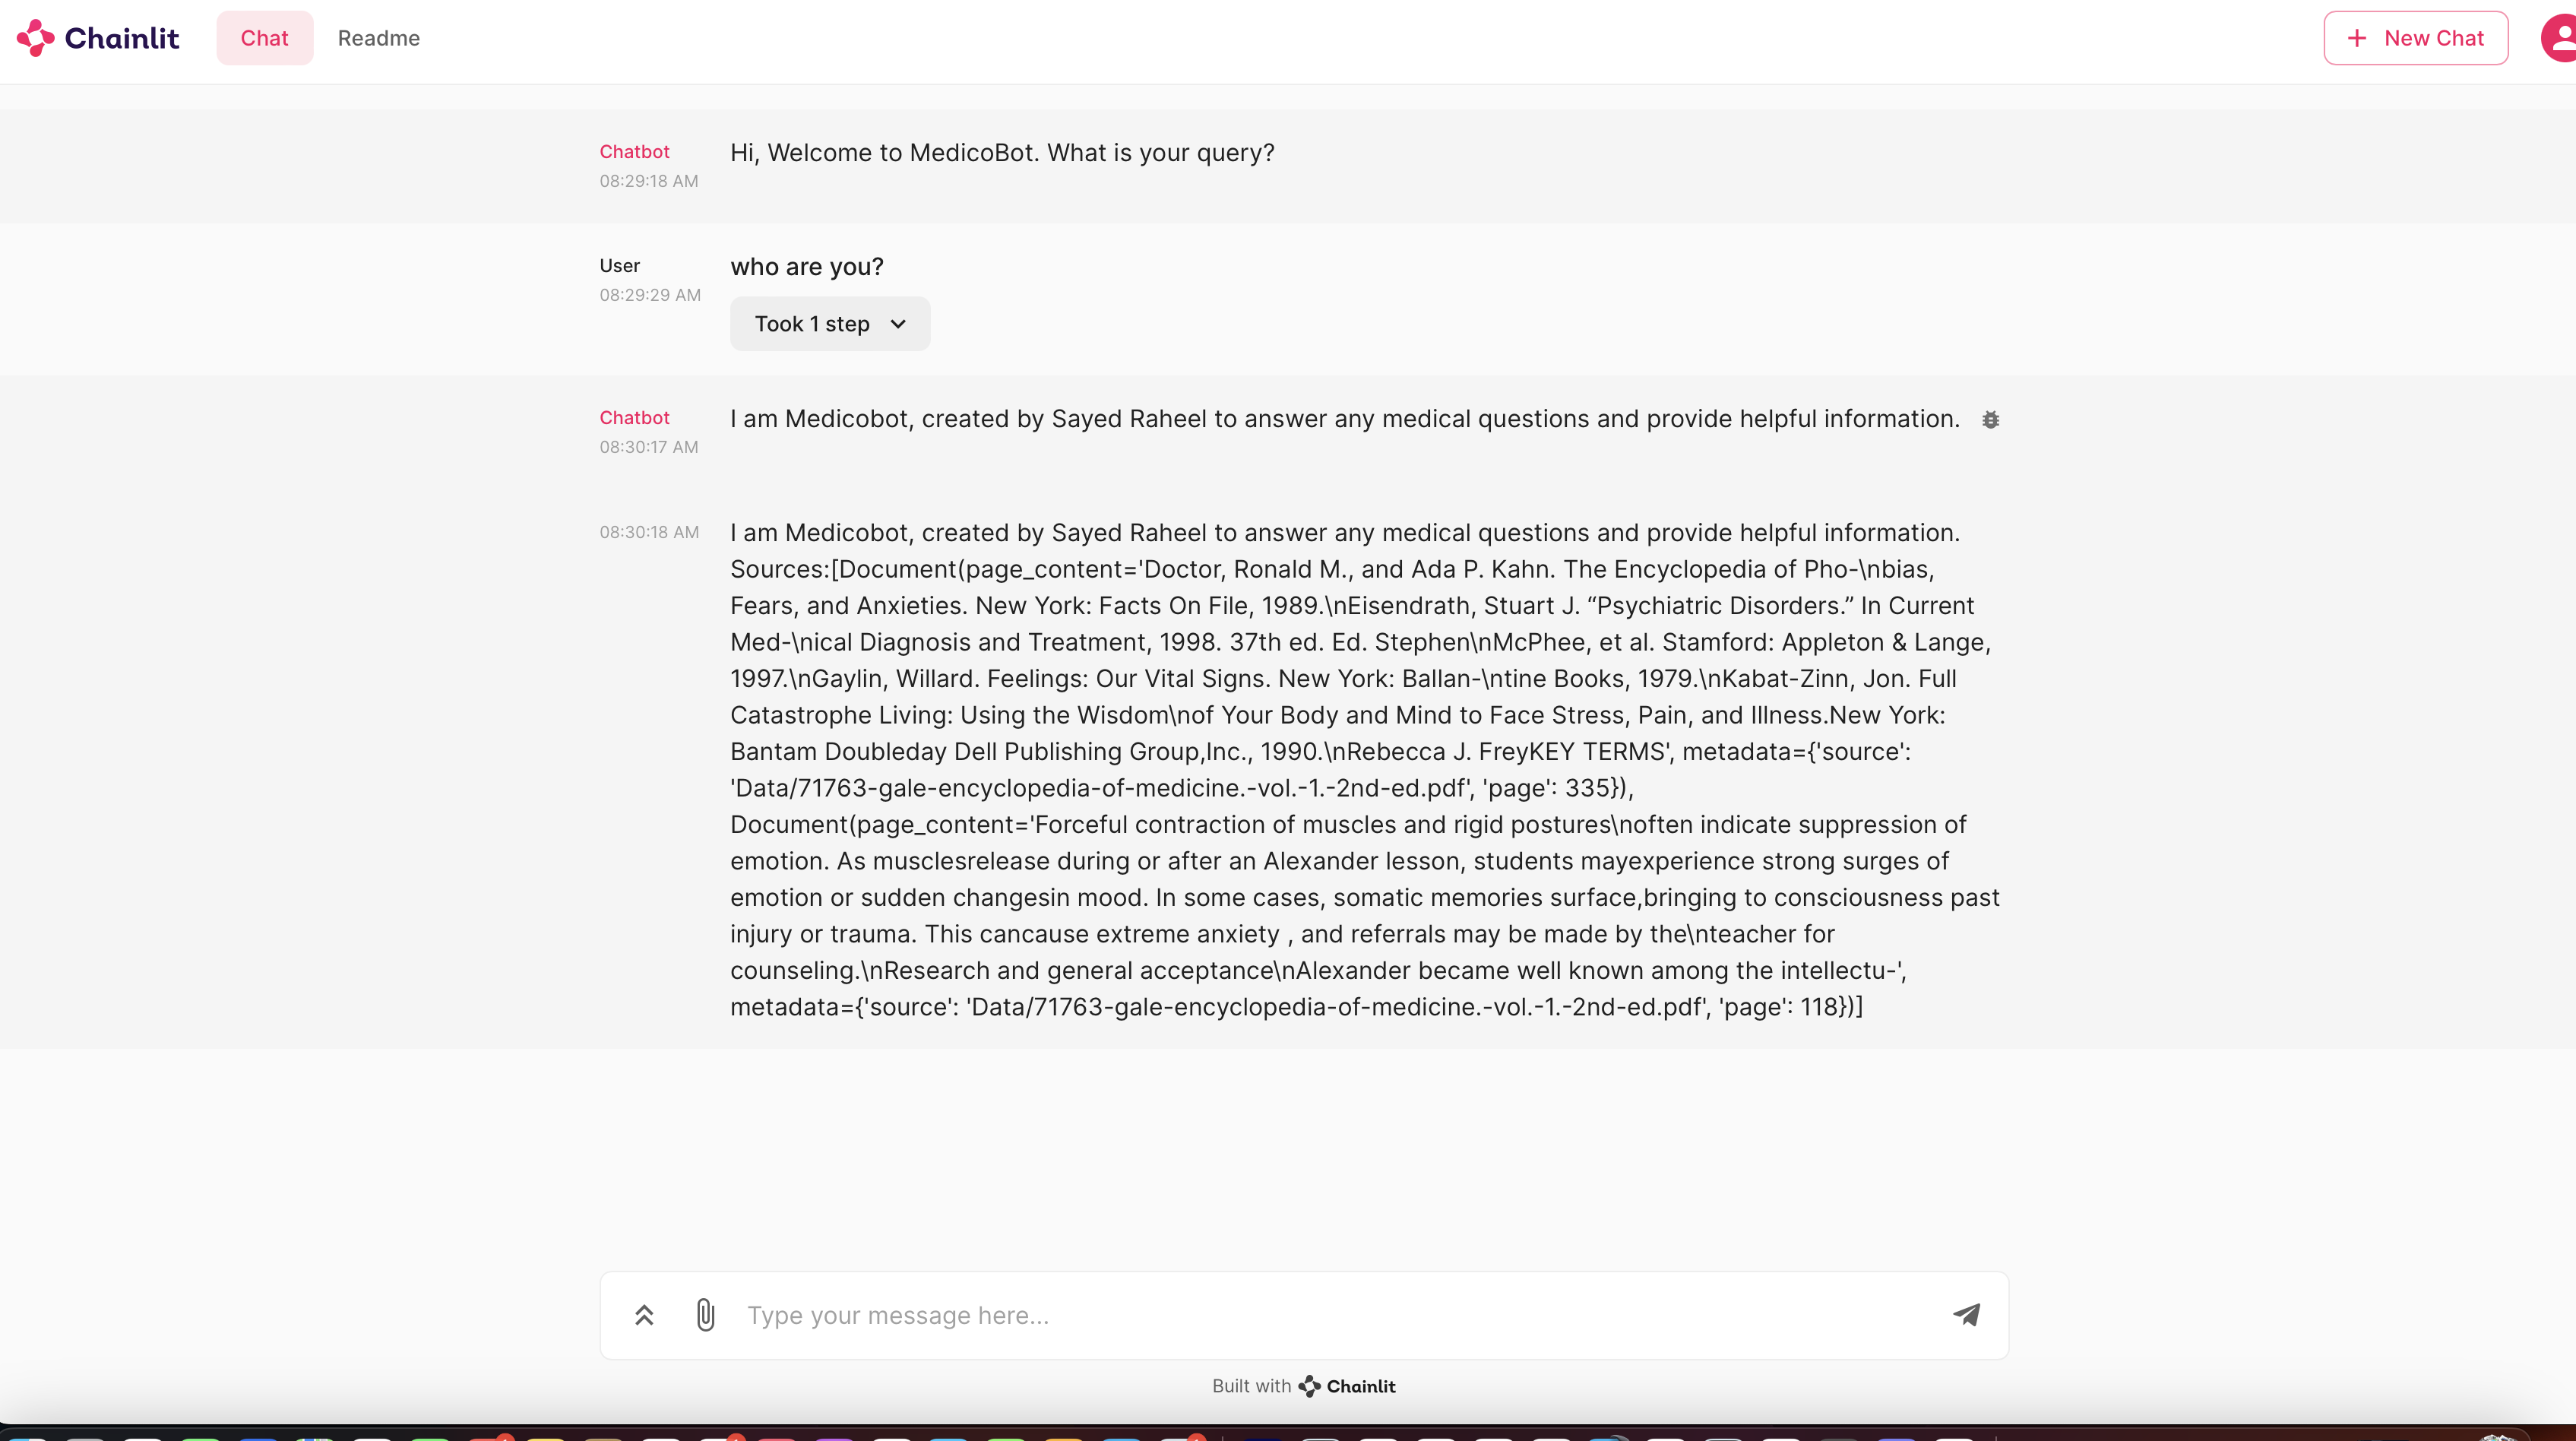 Chainlit
Chat
Readme
+ New Chat
Chatbot
08:29:18 AM
Hi, Welcome to MedicoBot. What is your query?
User
08:29:29 AM
who are you?
Took 1 step
Chatbot
08:30:17 AM
I am Medicobot, created by Sayed Raheel to answer any medical questions and provide helpful information.
08:30:18 AM
I am Medicobot, created by Sayed Raheel to answer any medical questions and provide helpful information.
Sources:[Document(page_content='Doctor, Ronald M., and Ada P. Kahn. The Encyclopedia of Pho-\nbias,
Fears, and Anxieties. New York: Facts On File, 1989.\nEisendrath, Stuart J. “Psychiatric Disorders.” In Current
Med-\nical Diagnosis and Treatment, 1998. 37th ed. Ed. Stephen\nMcPhee, et al. Stamford: Appleton & Lange,
1997.\nGaylin, Willard. Feelings: Our Vital Signs. New York: Ballan-\ntine Books, 1979.\nKabat-Zinn, Jon. Full
Catastrophe Living: Using the Wisdom\nof Your Body and Mind to Face Stress, Pain, and Illness.New York:
Bantam Doubleday Dell Publishing Group,Inc., 1990.\nRebecca J. FreyKEY TERMS', metadata={'source':
'Data/71763-gale-encyclopedia-of-medicine.-vol.-1.-2nd-ed.pdf', 'page': 335}),
Document(page_content='Forceful contraction of muscles and rigid postures\noften indicate suppression of
emotion. As musclesrelease during or after an Alexander lesson, students mayexperience strong surges of
emotion or sudden changesin mood. In some cases, somatic memories surface,bringing to consciousness past
injury or trauma. This cancause extreme anxiety , and referrals may be made by the\nteacher for
counseling.\nResearch and general acceptance\nAlexander became well known among the intellectu-',
metadata={'source': 'Data/71763-gale-encyclopedia-of-medicine.-vol.-1.-2nd-ed.pdf', 'page': 118})]
Type your message here...
Built with Chainlit